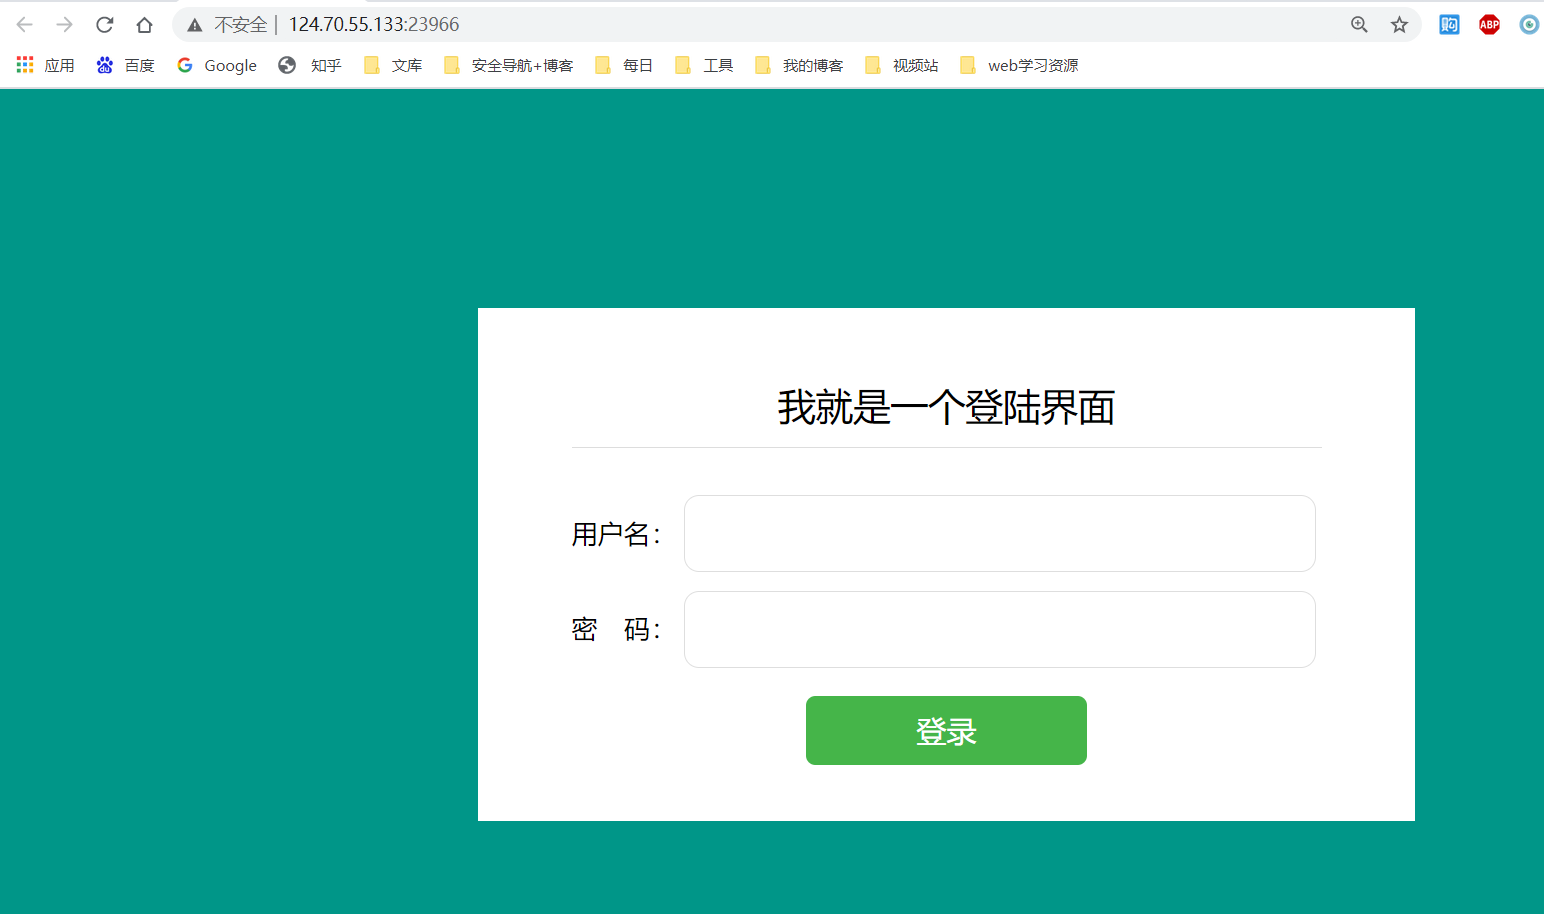 不安全 | 124.70.55.133:23966
购 ABP
应用 百度 Google 知乎 文库 安全导航+博客 每日 工具 我的博客 视频站 web学习资源
我就是一个登陆界面
用户名：
密 码：
登录